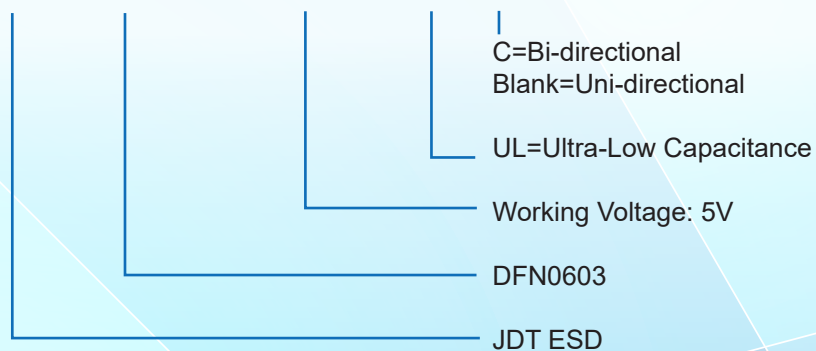 C=Bi-directional
Blank=Uni-directional
UL=Ultra-Low Capacitance
Working Voltage: 5V
DFN0603
JDT ESD